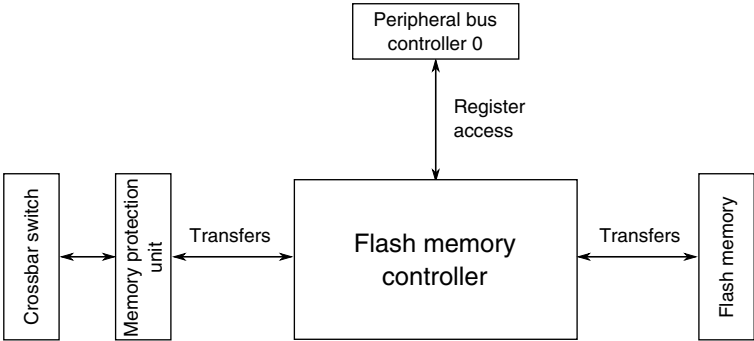 Peripheral bus
controller 0
Register
access
Crossbar switch
Memory protection
unit
Transfers
Flash memory
controller
Transfers
Flash memory